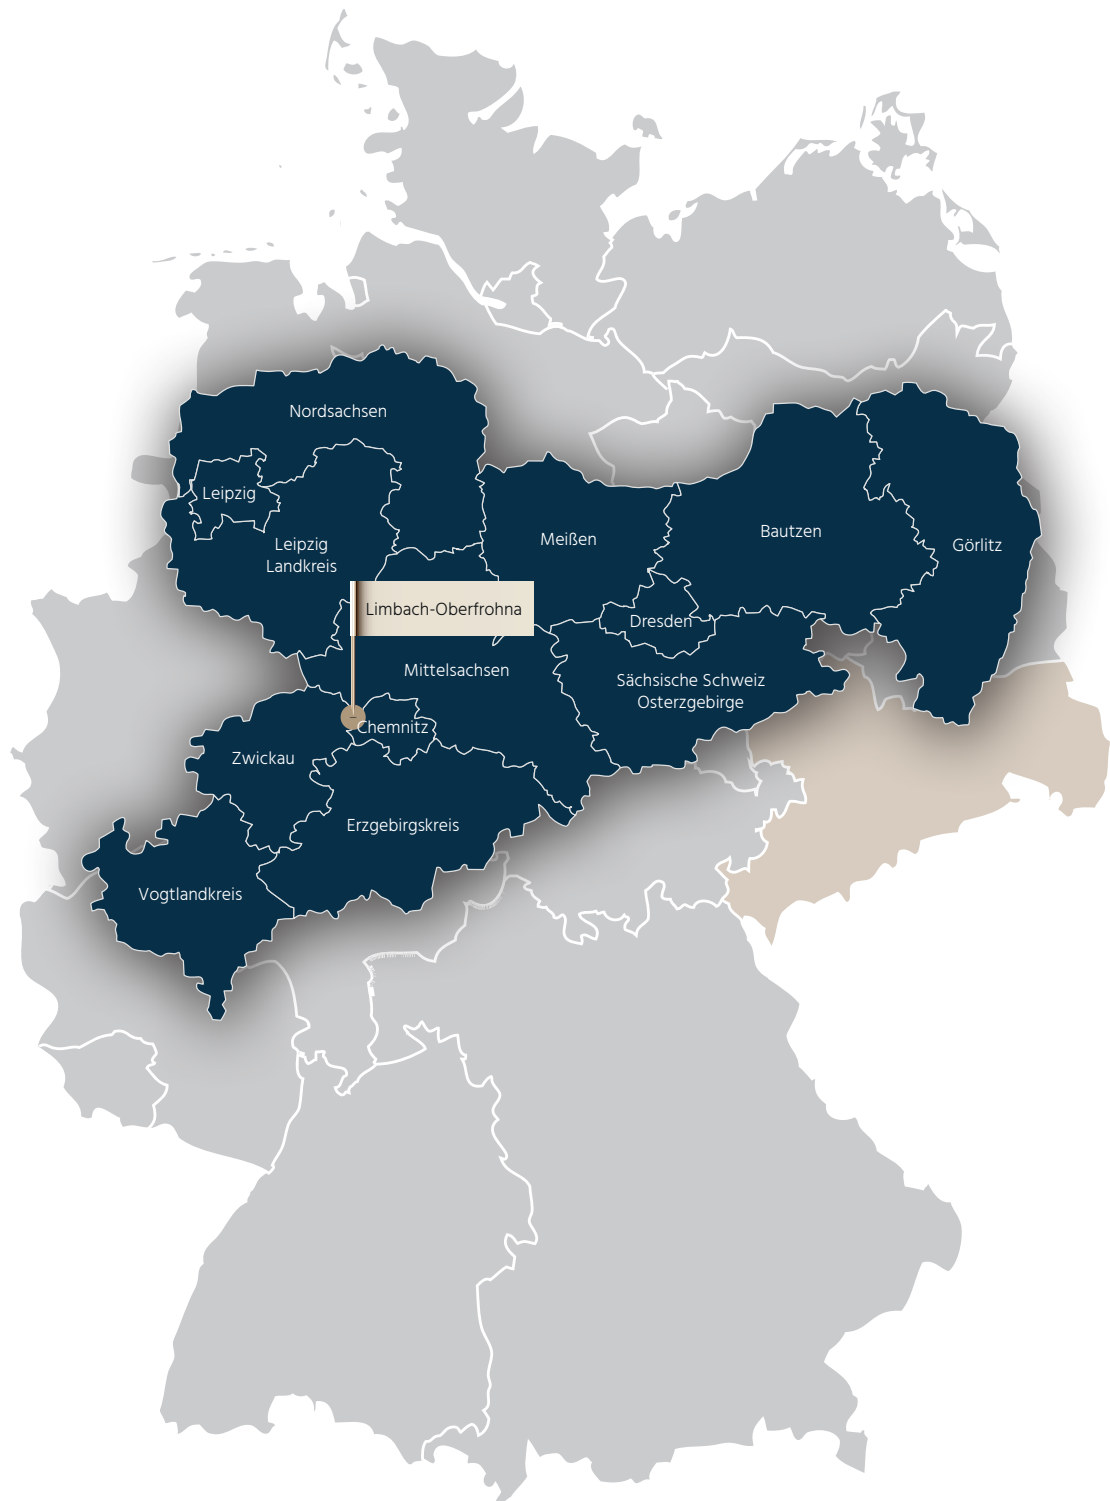 Nordsachsen
Leipzig
Leipzig
Landkreis
Meißen
Bautzen
Görlitz
Limbach-Oberfrohna
Dresden
Mittelsachsen
Sächsische Schweiz
Osterzgebirge
Chemnitz
Zwickau
Erzgebirgskreis
Vogtlandkreis